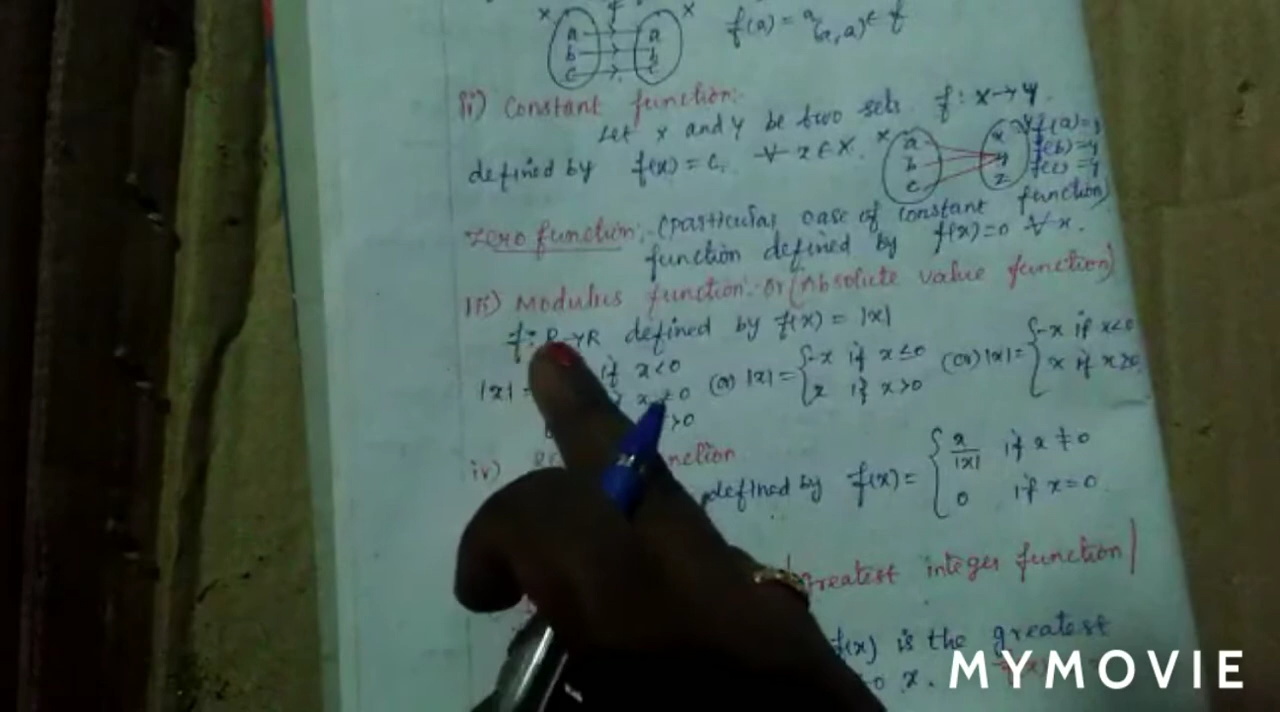 X f X f(a) = a (a, a) ∈ f
a a
b b
c c
ii) Constant function:-
Let X and Y be two sets f : X → Y
defined by f(x) = c, ∀ x ∈ X. X
a x f(a) = y
b y f(b) = y
c z f(c) = y
Zero function:- (particular case of constant function)
function defined by f(x) = 0 ∀ x.
iii) Modulus function:- or (Absolute value function)
f : R → R defined by f(x) = |x|
|x| = if x < 0 (or) |x| = { -x if x ≤ 0 (or) |x| = { -x if x < 0
x if x > 0 x if x ≥ 0
> 0
iv) nction
defined by f(x) = { x/|x| if x ≠ 0
0 if x = 0
greatest integer function)
f(x) is the greatest
x.
MYMOVIE